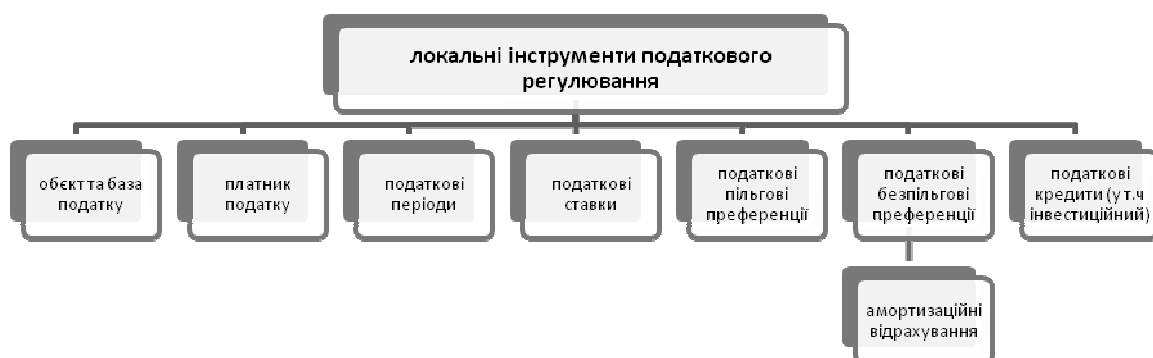 локальні інструменти податкового
регулювання
обєкт та база
податку
платник
податку
податкові
періоди
податкові
ставки
податкові
пільгові
преференції
податкові
безпільгові
преференції
податкові
кредити (у т.ч
інвестиційний)
амортизаційні
відрахування